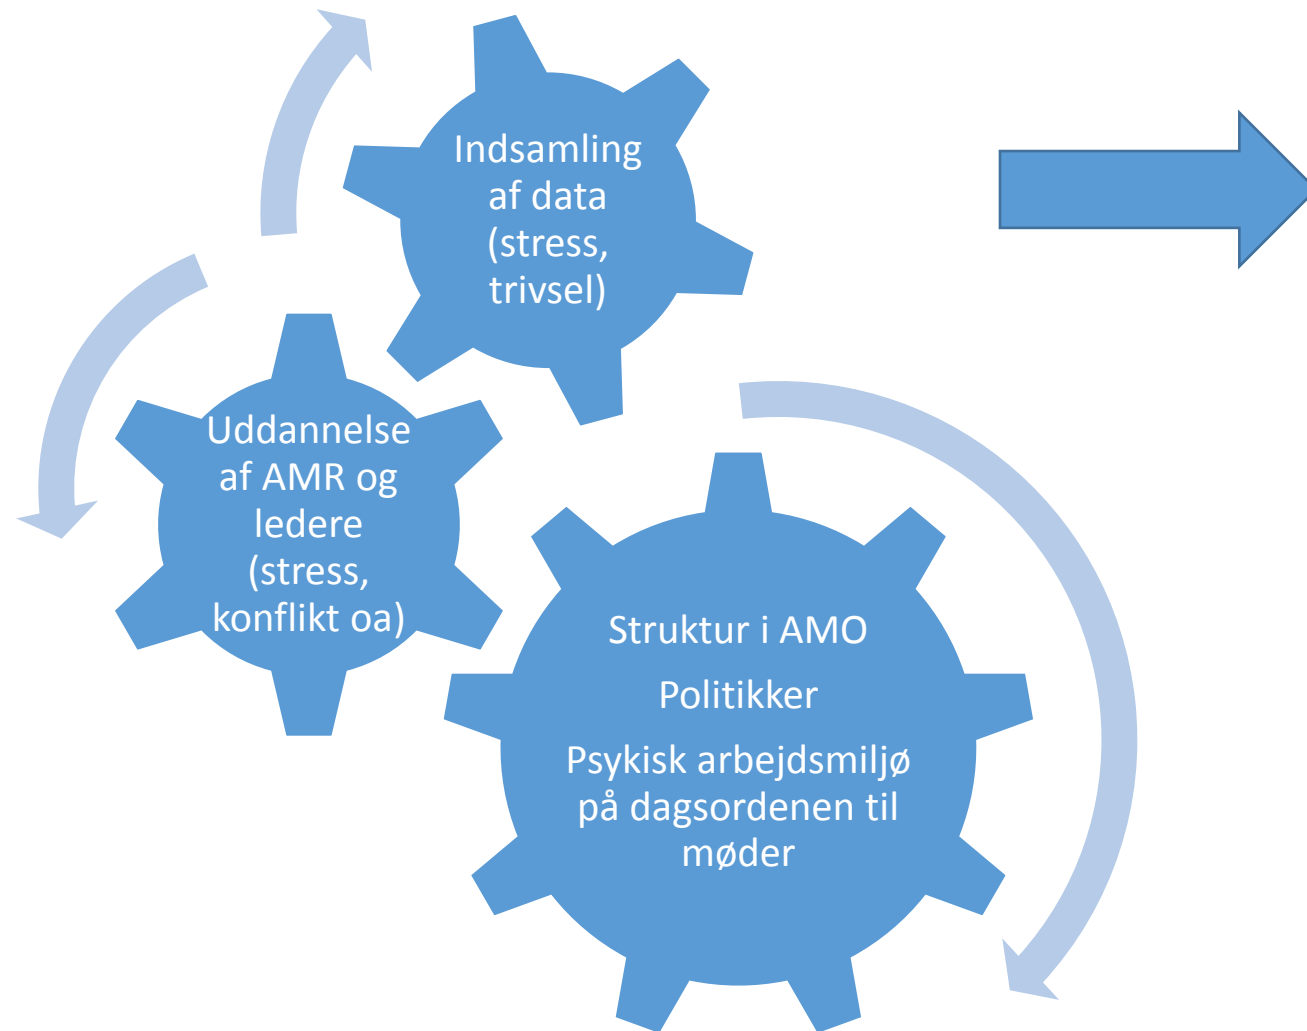 Indsamling
af data
(stress,
trivsel)
Uddannelse
af AMR og
ledere
(stress,
konflikt oa)
Struktur i AMO
Politikker
Psykisk arbejdsmiljø
på dagsordenen til
møder